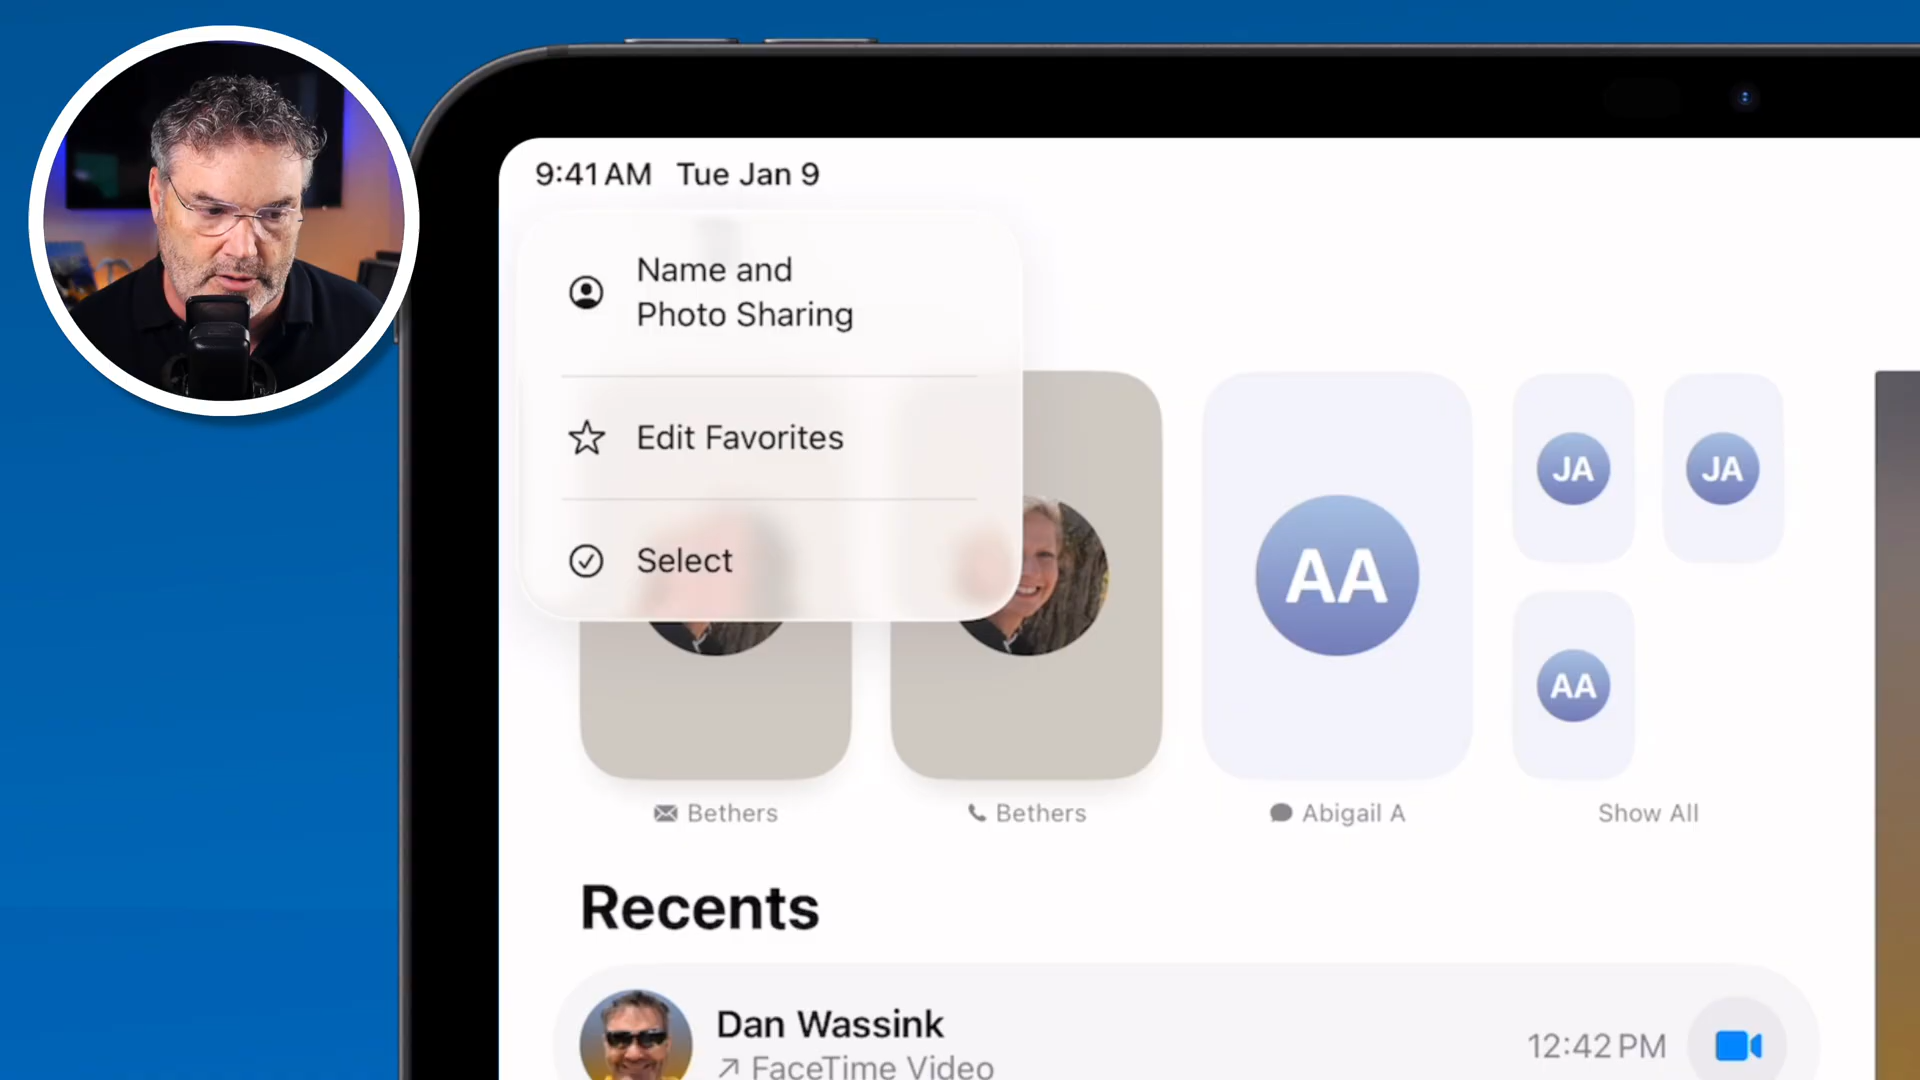 9:41 AM Tue Jan 9
Name and
Photo Sharing
Edit Favorites
Select
JA
JA
AA
AA
Bethers
Bethers
Abigail A
Show All
Recents
Dan Wassink
FaceTime Video
12:42 PM